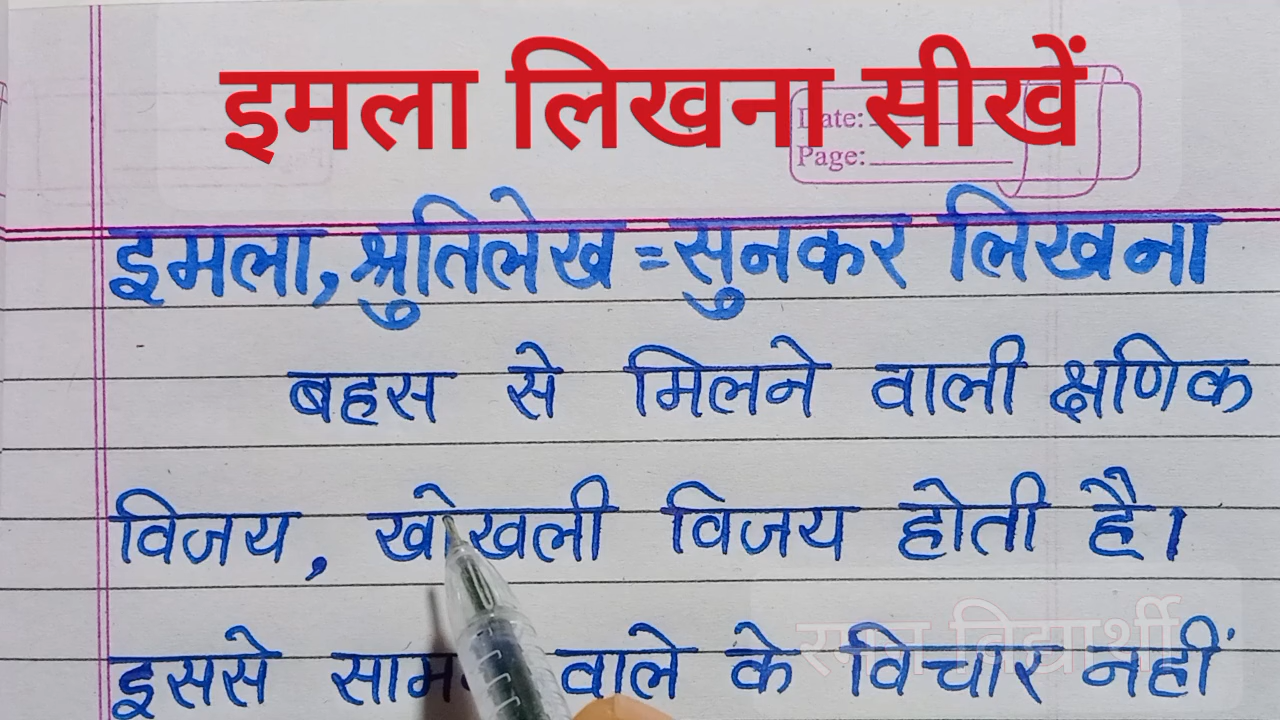 इमला लिखना सीखें
Date:
Page:
इमला, श्रुतिलेख = सुनकर लिखना
बहस से मिलने वाली क्षणिक
विजय, खोखली विजय होती है।
इससे वाले के विचार नहीं
विद्यार्थी